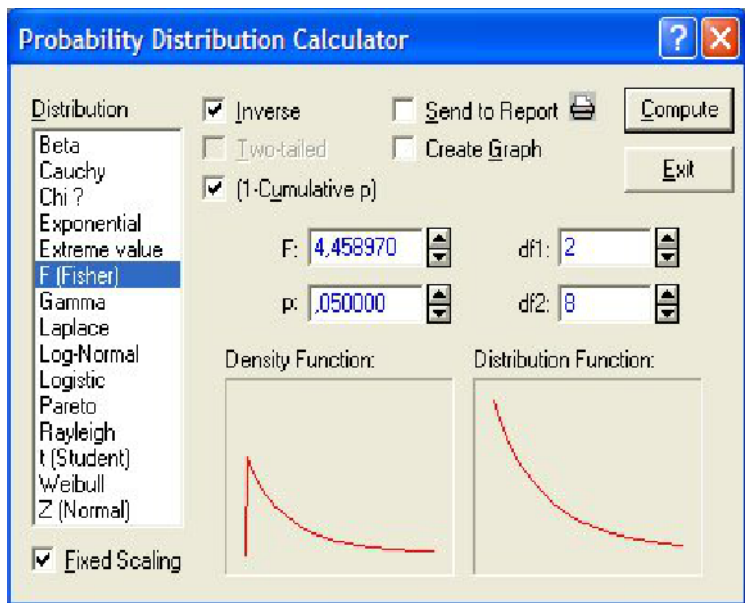 Probability Distribution Calculator
Distribution
Beta
Cauchy
Chi ?
Exponential
Extreme value
F (Fisher)
Gamma
Laplace
Log-Normal
Logistic
Pareto
Rayleigh
t (Student)
Weibull
Z (Normal)
Fixed Scaling
Inverse
Two-tailed
(1-Cumulative p)
Send to Report
Create Graph
Compute
Exit
F: 4,458970
df1: 2
p: ,050000
df2: 8
Density Function:
Distribution Function: